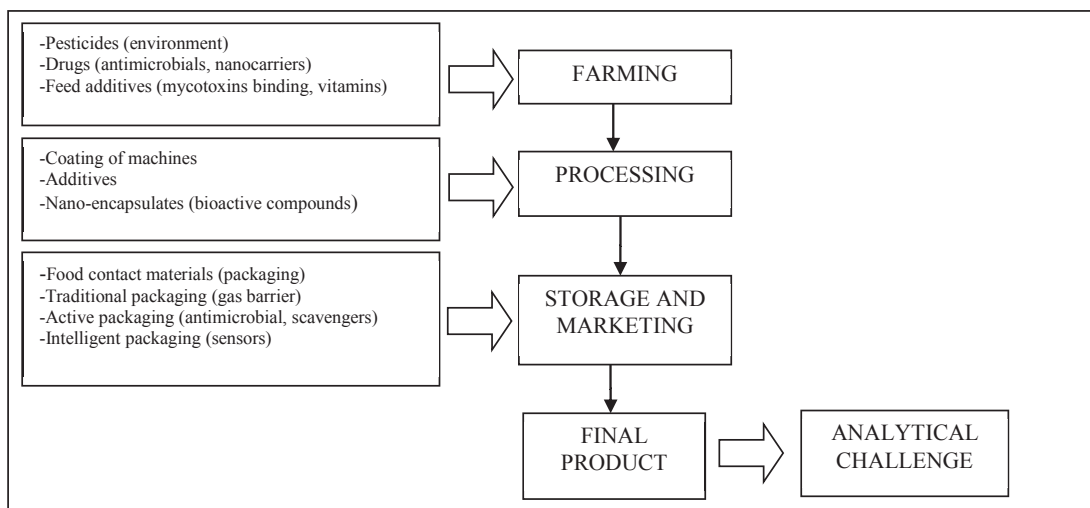 -Pesticides (environment)
-Drugs (antimicrobials, nanocarriers)
-Feed additives (mycotoxins binding, vitamins)
FARMING
-Coating of machines
-Additives
-Nano-encapsulates (bioactive compounds)
PROCESSING
-Food contact materials (packaging)
-Traditional packaging (gas barrier)
-Active packaging (antimicrobial, scavengers)
-Intelligent packaging (sensors)
STORAGE AND
MARKETING
FINAL
PRODUCT
ANALYTICAL
CHALLENGE